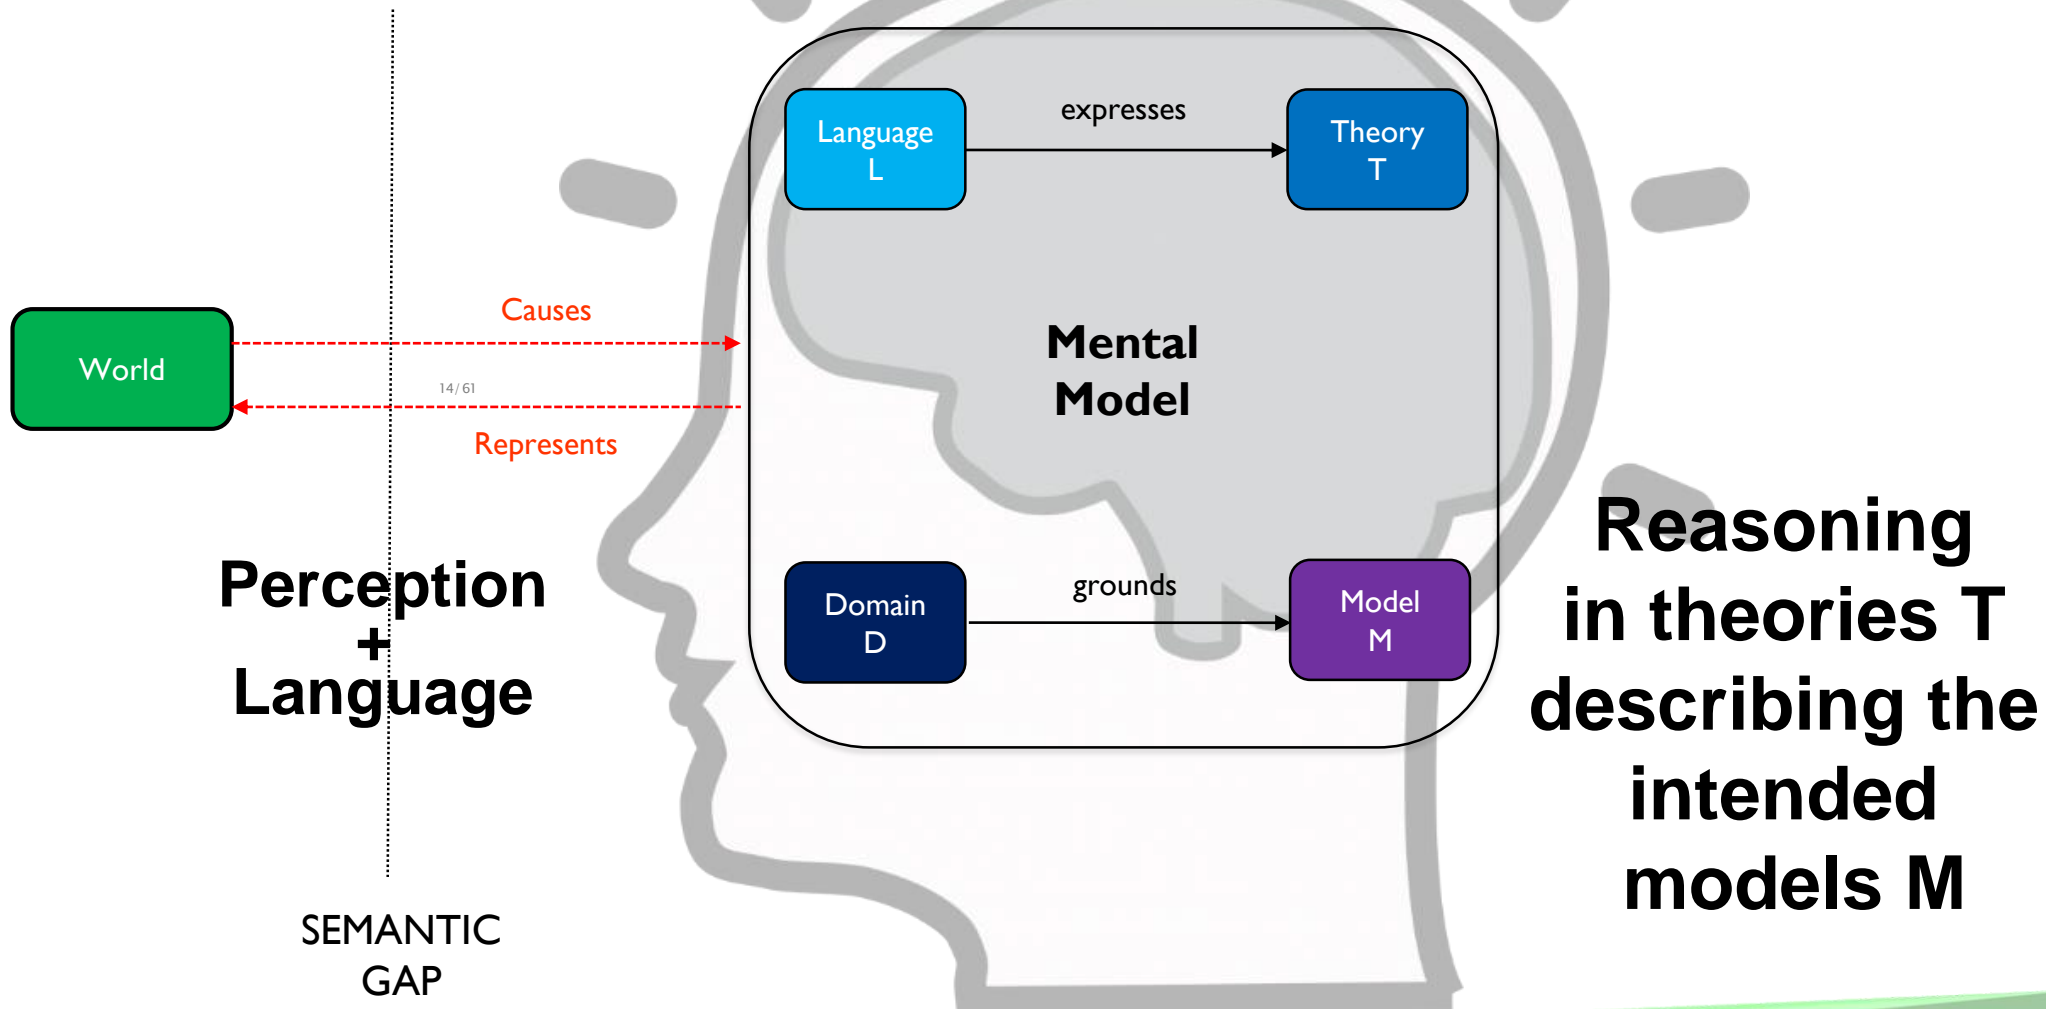 expresses
Language
L
Theory
T
Causes
World
Mental
Model
14/61
Represents
Perception
+
Language
Domain
D
grounds
Model
M
Reasoning
in theories T
describing the
intended
models M
SEMANTIC
GAP